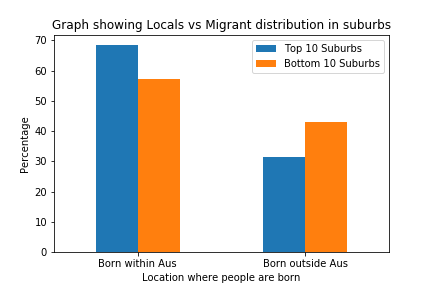 Graph showing Locals vs Migrant distribution in suburbs
Top 10 Suburbs
Bottom 10 Suburbs
70
60
50
40
30
20
10
0
Percentage
Born within Aus
Born outside Aus
Location where people are born